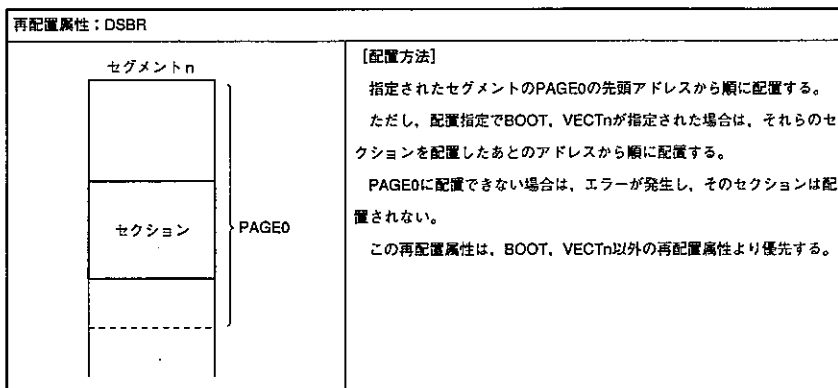 再配置属性：DSBR
セグメントn
セクション
PAGE0
［配置方法］
指定されたセグメントのPAGE0の先頭アドレスから順に配置する。
ただし，配置指定でBOOT，VECTnが指定された場合は，それらのセ
クションを配置したあとのアドレスから順に配置する。
PAGE0に配置できない場合は，エラーが発生し，そのセクションは配
置されない。
この再配置属性は，BOOT，VECTn以外の再配置属性より優先する。